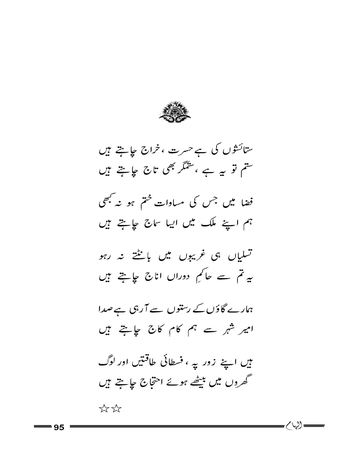 ستائشوں کی ہے حسرت ، خراج چاہتے ہیں
ستم تو یہ ہے ، ستمگر بھی تاج چاہتے ہیں
فضا میں جس کی مساوات ختم ہو نہ کبھی
ہم اپنے ملک میں ایسا سماج چاہتے ہیں
تسلیاں ہی غریبوں میں بانٹتے نہ رہو
یہ تم سے حاکمِ دوراں اناج چاہتے ہیں
ہمارے گاؤں کے رستوں سے آ رہی ہے صدا
امیرِ شہر سے ہم کام کاج چاہتے ہیں
ہیں اپنے زور پہ ، فسطائی طاقتیں اور لوگ
گھروں میں بیٹھے ہوئے احتجاج چاہتے ہیں
☆☆
95